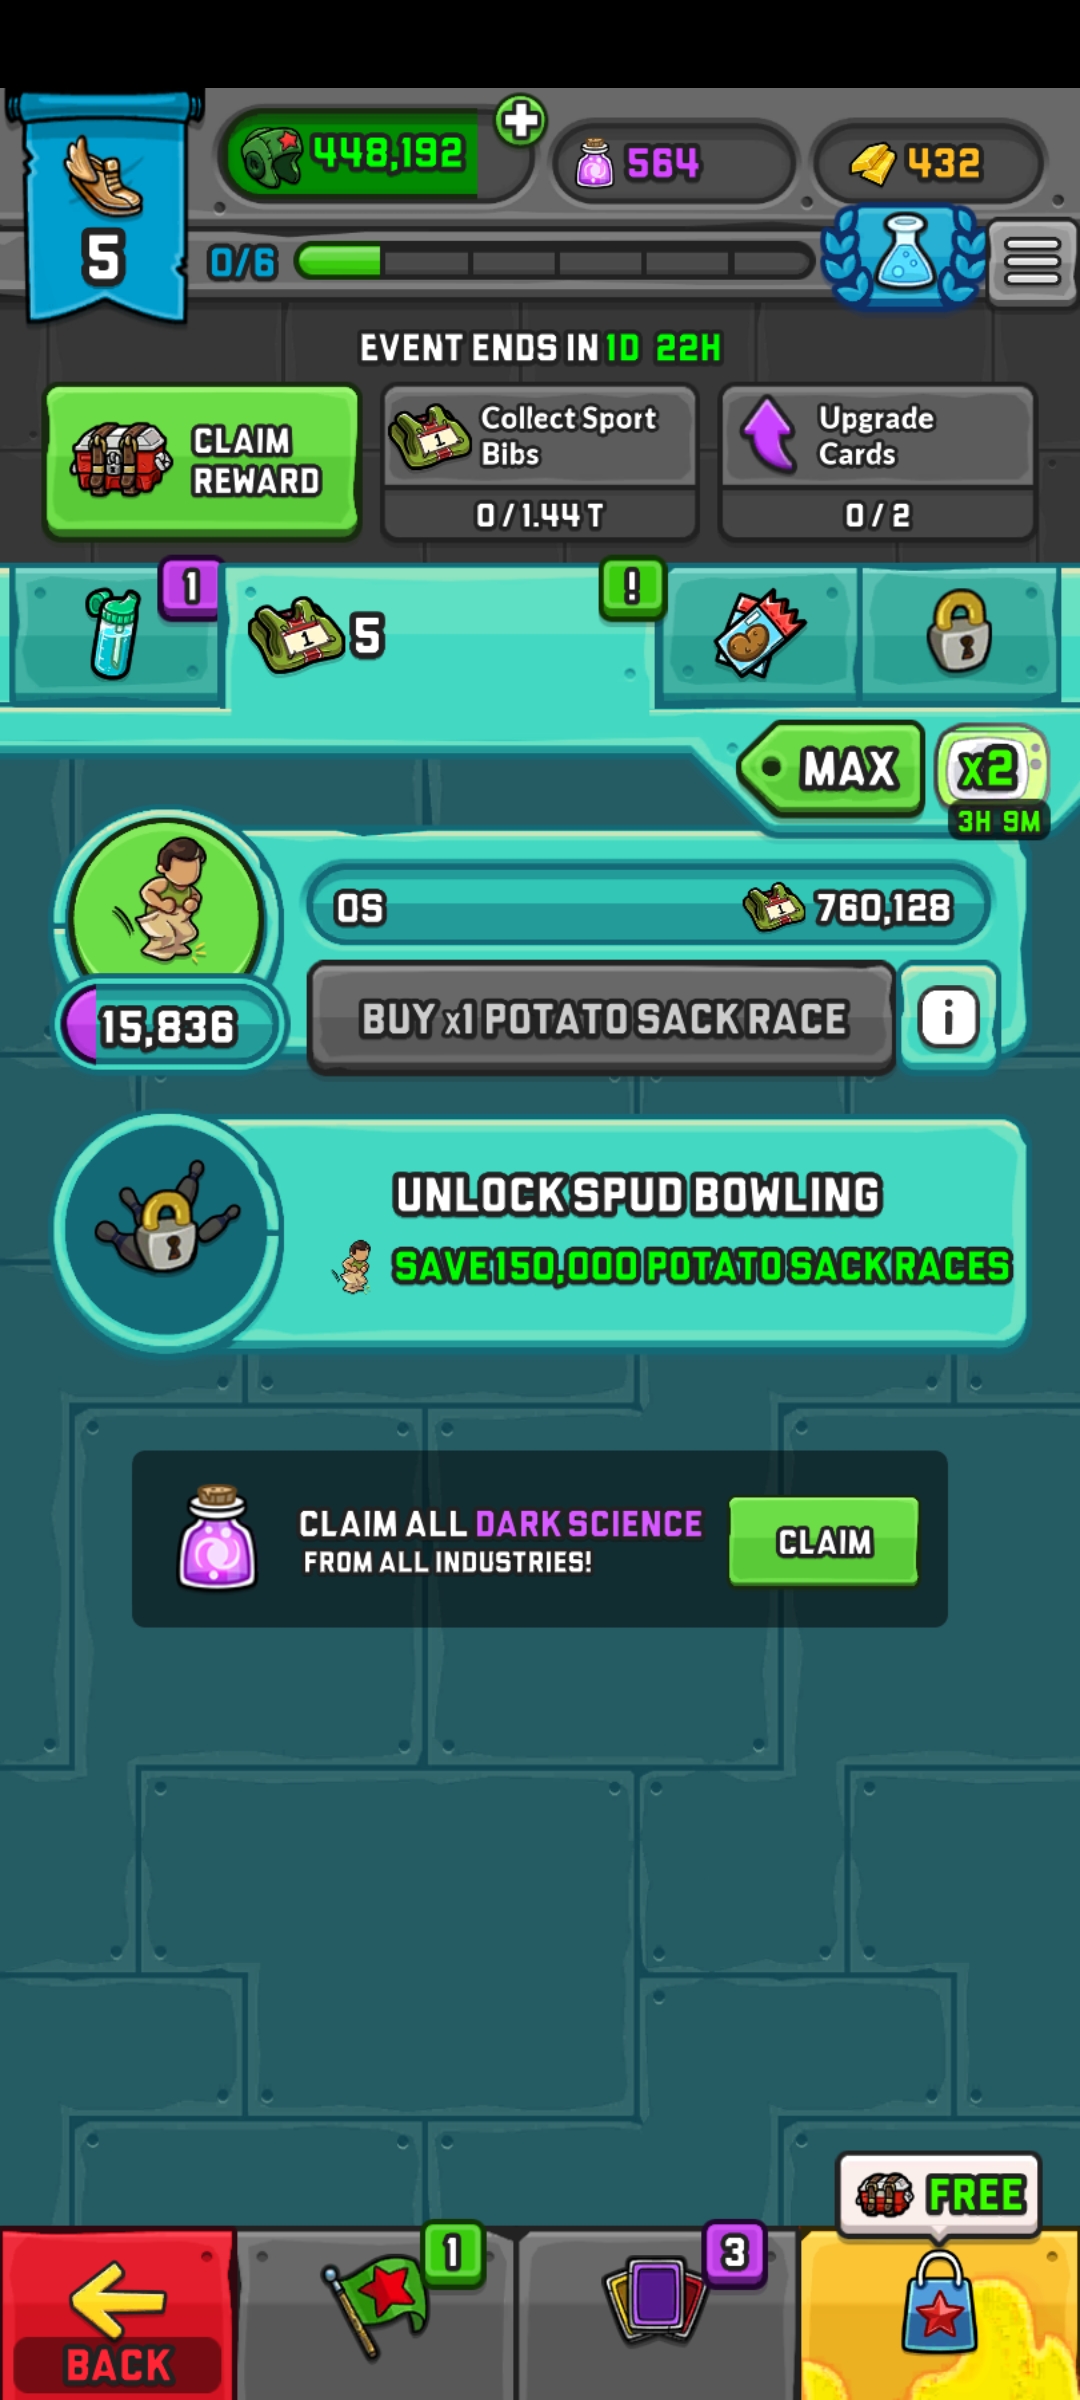 448,192
564
432
5
0/6
EVENT ENDS IN 1D 22H
CLAIM
REWARD
Collect Sport
Bibs
0 / 1.44 T
Upgrade
Cards
0 / 2
1
1
5
!
MAX
x2
3H 9M
0S
1
760,128
15,836
BUY x1 POTATO SACK RACE
i
UNLOCK SPUD BOWLING
SAVE 150,000 POTATO SACK RACES
CLAIM ALL DARK SCIENCE
FROM ALL INDUSTRIES!
CLAIM
FREE
BACK
1
3